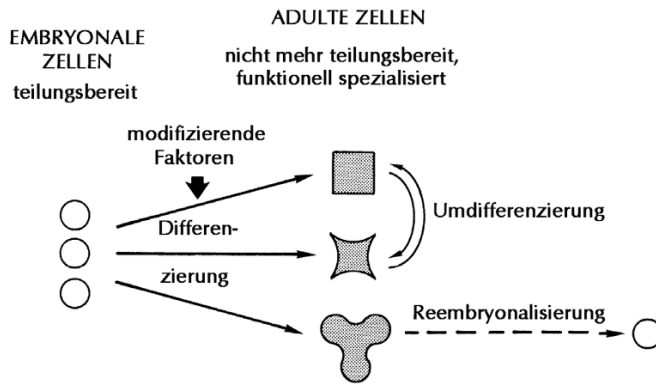 EMBRYONALE
ZELLEN
teilungsbereit
ADULTE ZELLEN
nicht mehr teilungsbereit,
funktionell spezialisiert
modifizierende
Faktoren
Differen-
zierung
Umdifferenzierung
Reembryonalisierung